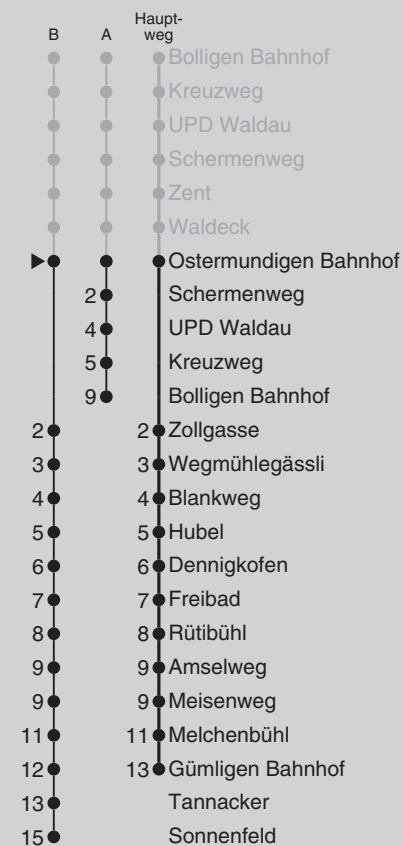 B A Haupt-
weg
Bolligen Bahnhof
Kreuzweg
UPD Waldau
Schermenweg
Zent
Waldeck
Ostermundigen Bahnhof
2 Schermenweg
4 UPD Waldau
5 Kreuzweg
9 Bolligen Bahnhof
2 2 Zollgasse
3 3 Wegmühlegässli
4 4 Blankweg
5 5 Hubel
6 6 Dennigkofen
7 7 Freibad
8 8 Rütibühl
9 9 Amselweg
9 9 Meisenweg
11 11 Melchenbühl
12 13 Gümligen Bahnhof
13 Tannacker
15 Sonnenfeld